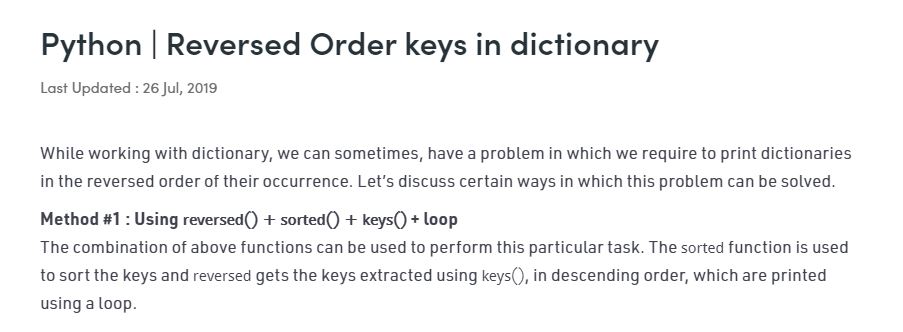 Python | Reversed Order keys in dictionary
Last Updated : 26 Jul, 2019
While working with dictionary, we can sometimes, have a problem in which we require to print dictionaries
in the reversed order of their occurrence. Let’s discuss certain ways in which this problem can be solved.
Method #1 : Using reversed() + sorted() + keys() + loop
The combination of above functions can be used to perform this particular task. The sorted function is used
to sort the keys and reversed gets the keys extracted using keys(), in descending order, which are printed
using a loop.